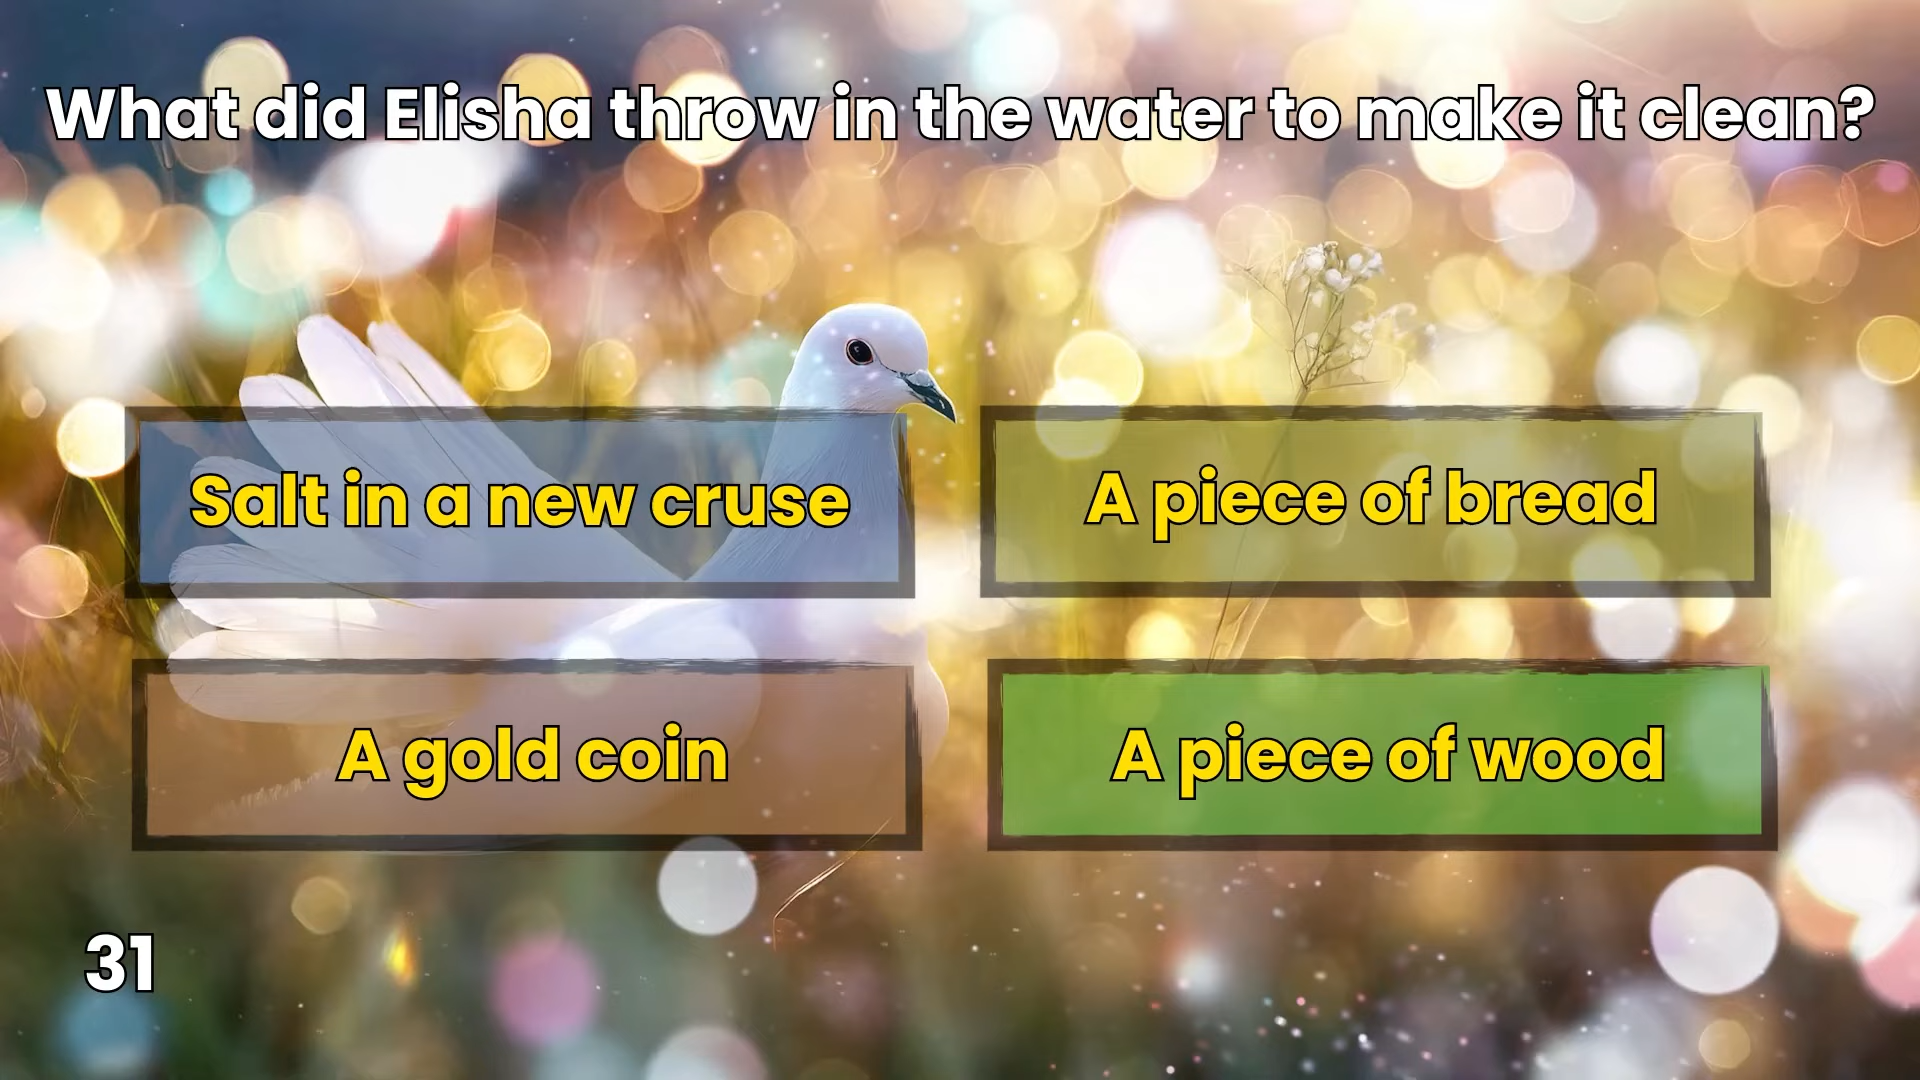 What did Elisha throw in the water to make it clean?
Salt in a new cruse
A piece of bread
A gold coin
A piece of wood
31